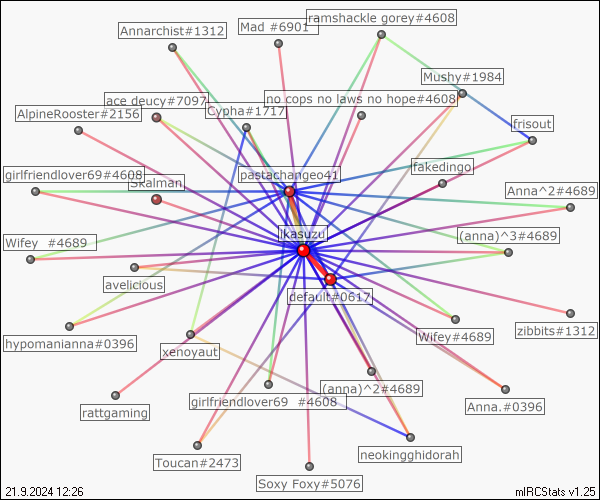 ramshackle gorey#4608
Annarchist#1312
Mad #6901
Mushy#1984
ace deucy#7097
no cops no laws no hope#4608
AlpineRooster#2156
Cypha#1717
frisout
girlfriendlover69#4608
Skalman
pastachangeo41
fakedingo
Anna^2#4689
Wifey #4689
ikasuzu
(anna)^3#4689
avelicious
default#0617
hypomanianna#0396
xenoyaut
Wifey#4689
zibbits#1312
rattgaming
girlfriendlover69 #4608
(anna)^2#4689
Anna.#0396
Toucan#2473
neokingghidorah
Soxy Foxy#5076
21.9.2024 12:26
mIRCStats v1.25